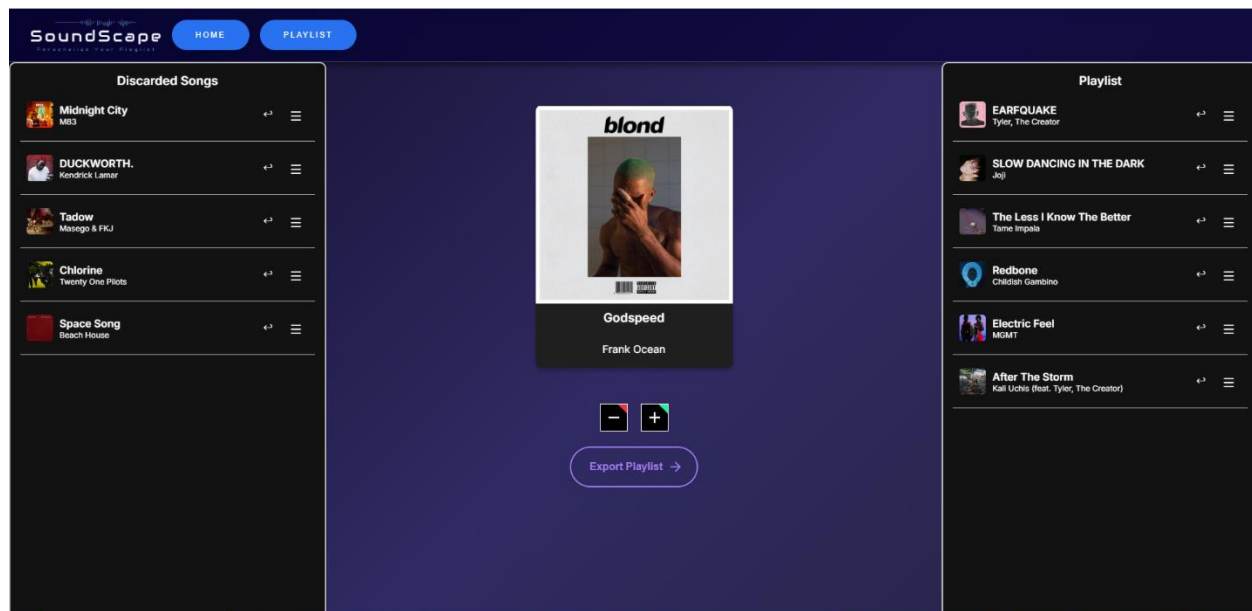 SoundScape
Personalize Your Playlist
HOME
PLAYLIST
Discarded Songs
Midnight City
M83
DUCKWORTH.
Kendrick Lamar
Tadow
Masego & FKJ
Chlorine
Twenty One Pilots
Space Song
Beach House
blond
Godspeed
Frank Ocean
Export Playlist →
Playlist
EARFQUAKE
Tyler, The Creator
SLOW DANCING IN THE DARK
Joji
The Less I Know The Better
Tame Impala
Redbone
Childish Gambino
Electric Feel
MGMT
After The Storm
Kali Uchis (feat. Tyler, The Creator)